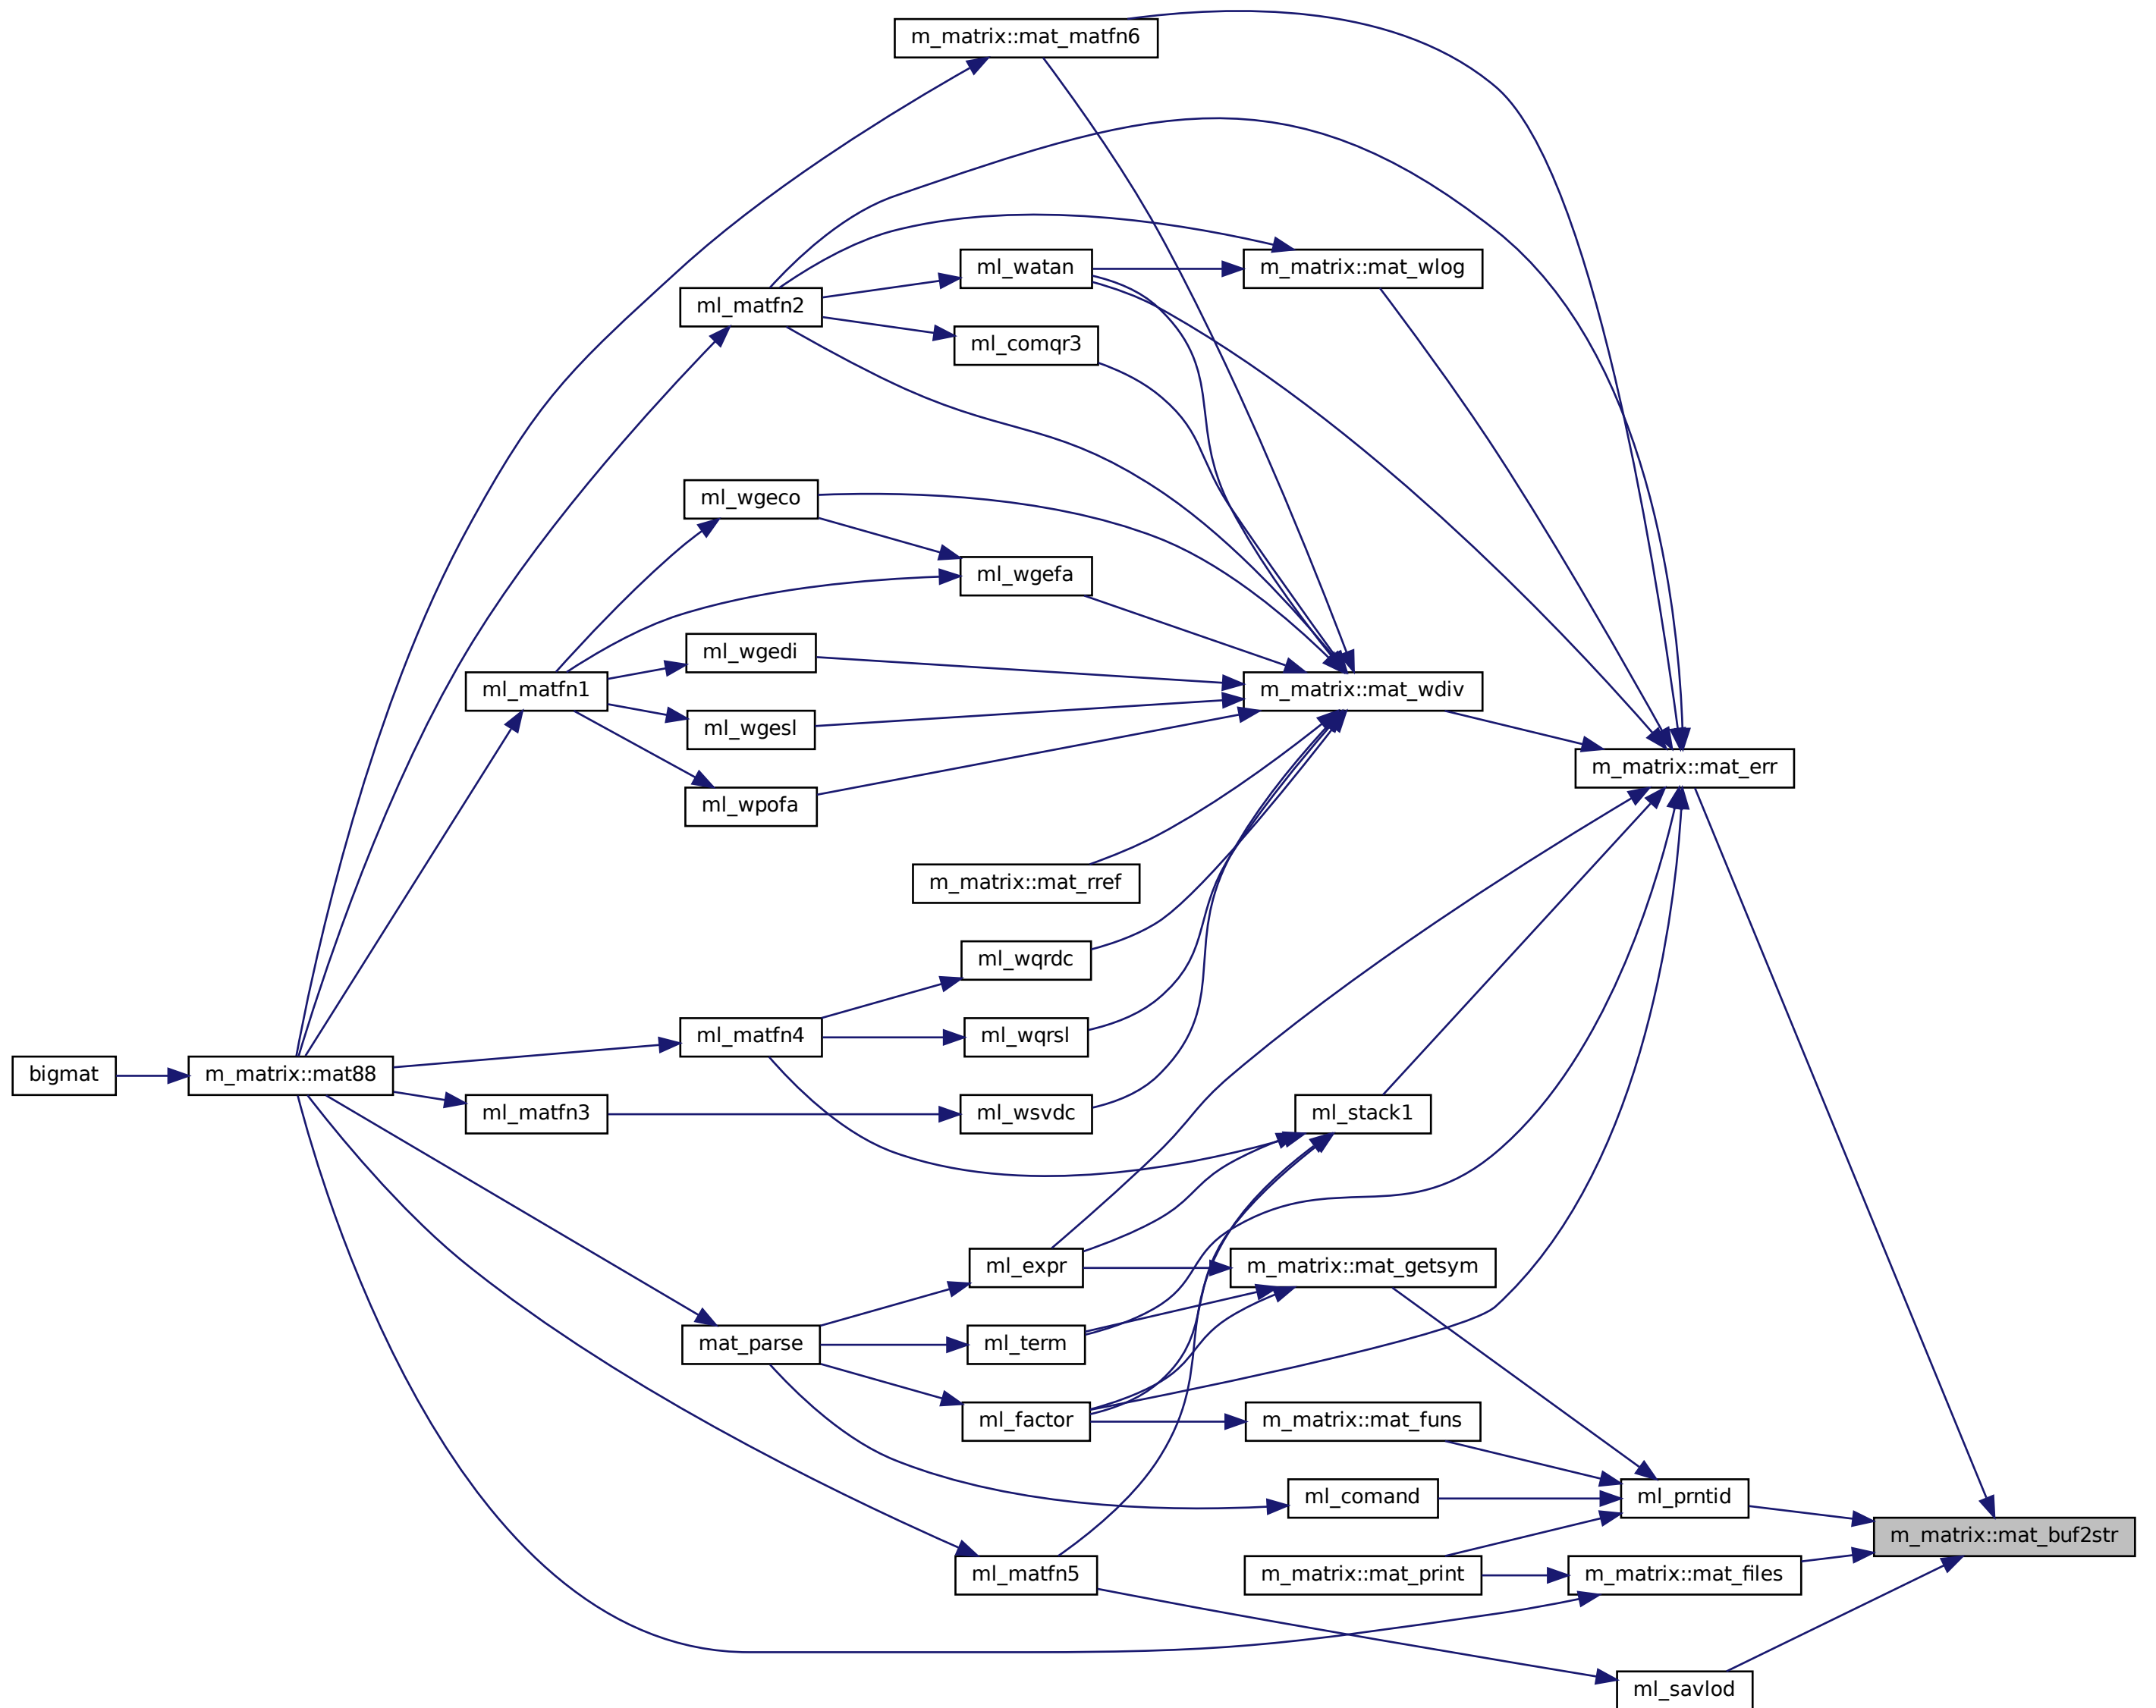 m_matrix::mat_matfn6
ml_watan
m_matrix::mat_wlog
ml_matfn2
ml_comqr3
ml_wgeco
ml_wgefa
ml_wgedi
ml_matfn1
m_matrix::mat_wdiv
ml_wgesl
m_matrix::mat_err
ml_wpofa
m_matrix::mat_rref
ml_wqrdc
ml_matfn4
ml_wqrsl
bigmat
m_matrix::mat88
ml_matfn3
ml_wsvdc
ml_stack1
ml_expr
m_matrix::mat_getsym
mat_parse
ml_term
ml_factor
m_matrix::mat_funs
ml_comand
ml_prntid
m_matrix::mat_buf2str
ml_matfn5
m_matrix::mat_print
m_matrix::mat_files
ml_savlod